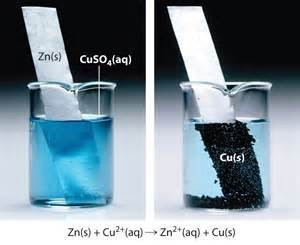 Zn(s)
CuSO₄(aq)
Cu(s)
Zn(s) + Cu²⁺(aq) → Zn²⁺(aq) + Cu(s)